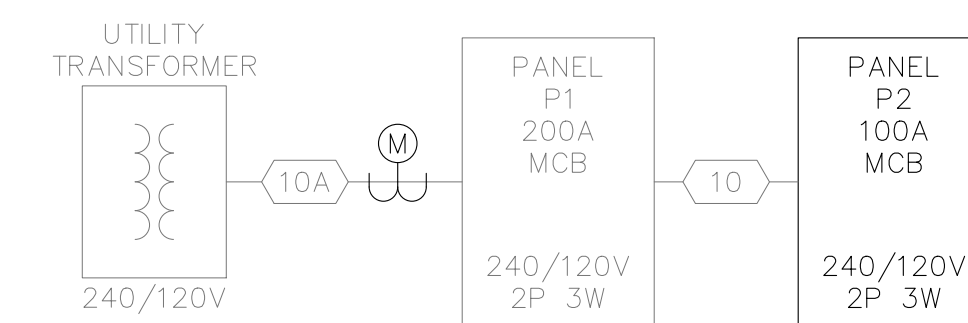 UTILITY
TRANSFORMER
240/120V
10A
M
PANEL
P1
200A
MCB
240/120V
2P 3W
10
PANEL
P2
100A
MCB
240/120V
2P 3W